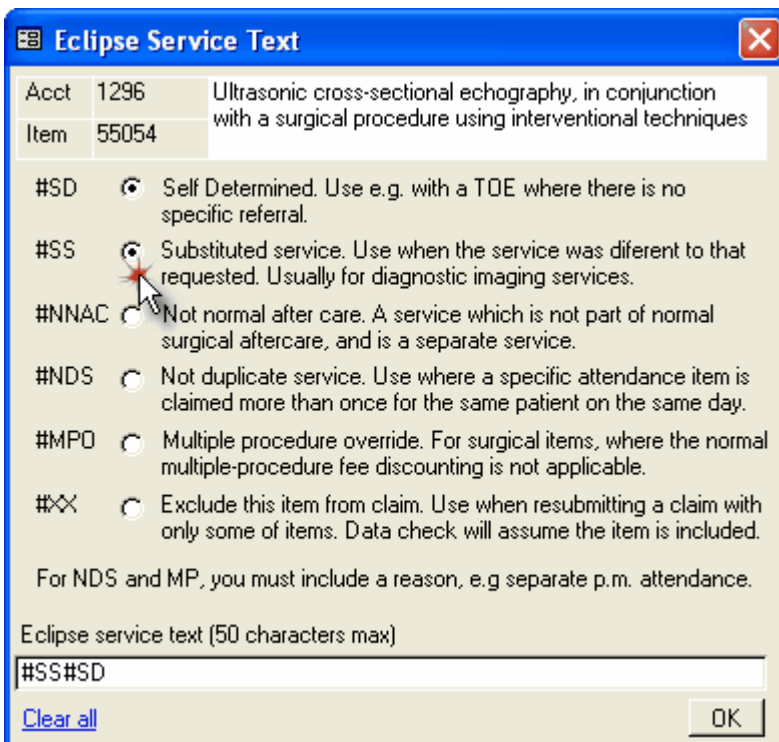 Eclipse Service Text
Acct 1296 Ultrasonic cross-sectional echography, in conjunction
Item 55054 with a surgical procedure using interventional techniques
#SD Self Determined. Use e.g. with a TOE where there is no
specific referral.
#SS Substituted service. Use when the service was diferent to that
requested. Usually for diagnostic imaging services.
#NNAC Not normal after care. A service which is not part of normal
surgical aftercare, and is a separate service.
#NDS Not duplicate service. Use where a specific attendance item is
claimed more than once for the same patient on the same day.
#MPO Multiple procedure override. For surgical items, where the normal
multiple-procedure fee discounting is not applicable.
#XX Exclude this item from claim. Use when resubmitting a claim with
only some of items. Data check will assume the item is included.
For NDS and MP, you must include a reason, e.g separate p.m. attendance.
Eclipse service text (50 characters max)
#SS#SD
Clear all OK